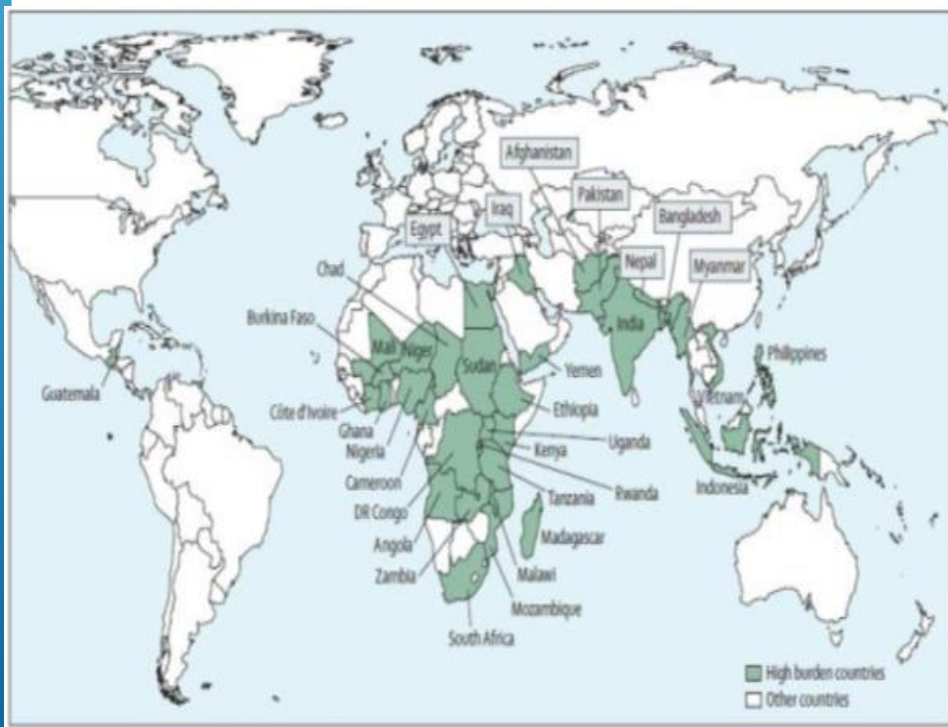 Afghanistan
Pakistan
Iraq
Bangladesh
Egypt
Nepal
Myanmar
Chad
Burkina Faso
Mali
Niger
India
Sudan
Philippines
Yemen
Guatemala
Vietnam
Côte d'Ivoire
Ethiopia
Ghana
Uganda
Nigeria
Kenya
Cameroon
Rwanda
Indonesia
Tanzania
DR Congo
Madagascar
Angola
Zambia
Malawi
Mozambique
South Africa
High burden countries
Other countries